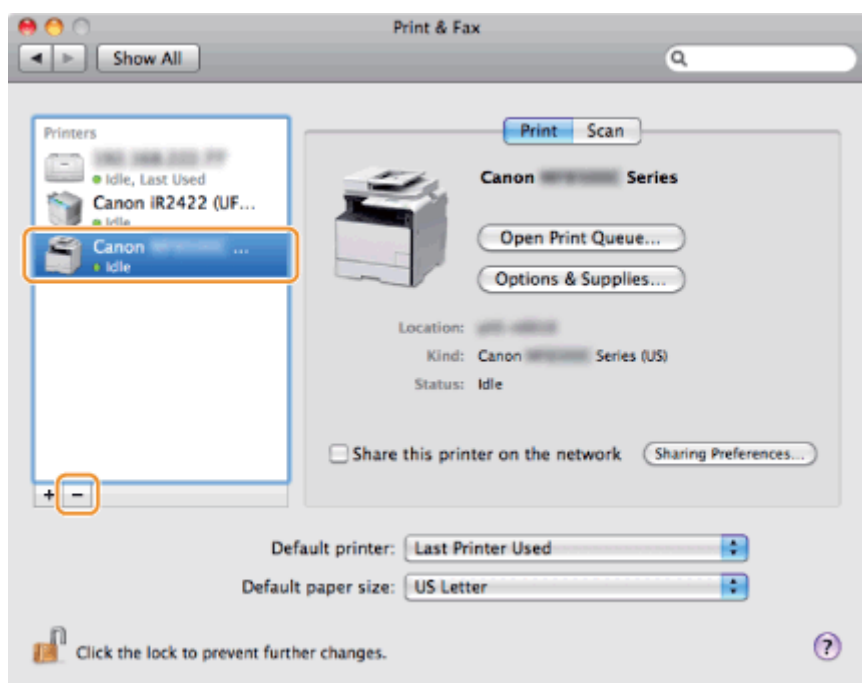 Print & Fax
Show All
Printers
Idle, Last Used
Canon iR2422 (UF...
Idle
Canon ...
Idle
Print Scan
Canon Series
Open Print Queue...
Options & Supplies...
Location:
Kind: Canon Series (US)
Status: Idle
Share this printer on the network Sharing Preferences...
+ −
Default printer: Last Printer Used
Default paper size: US Letter
Click the lock to prevent further changes.
?